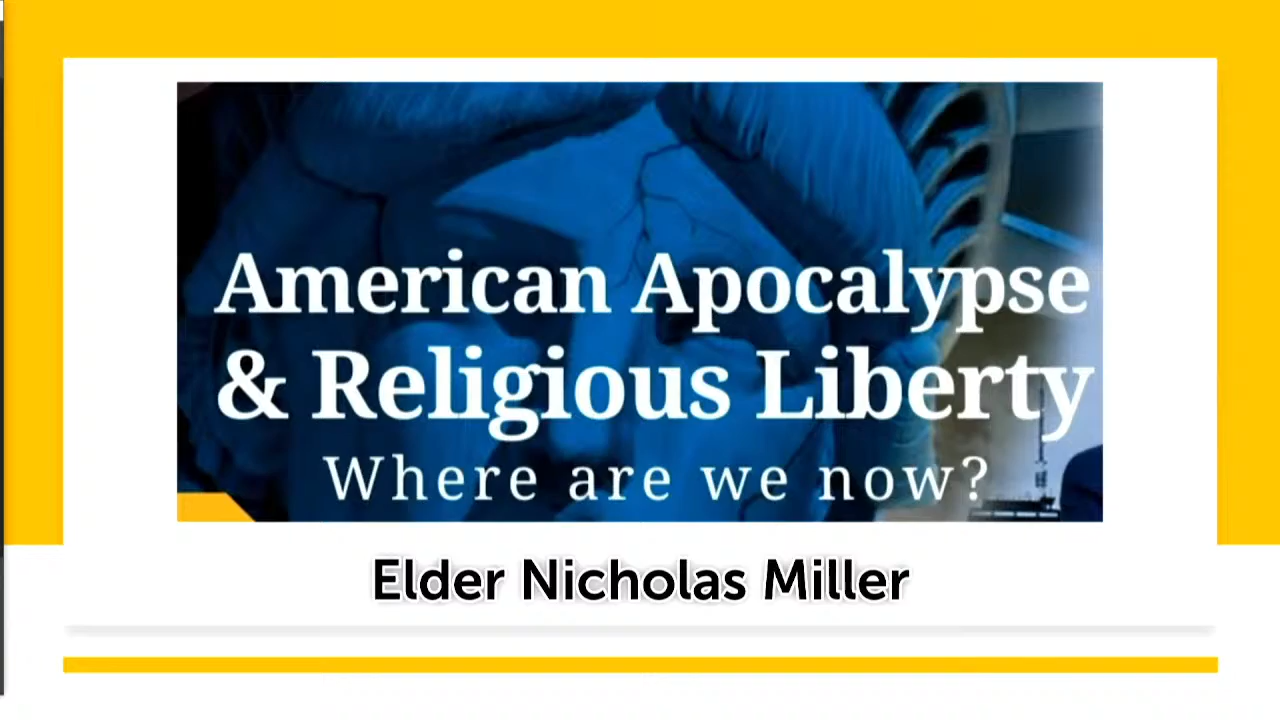 American Apocalypse
& Religious Liberty
Where are we now?
Elder Nicholas Miller